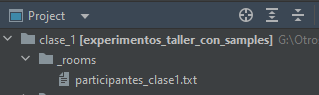 Project
clase_1 [experimentos_taller_con_samples] G:\Otro
_rooms
participantes_clase1.txt